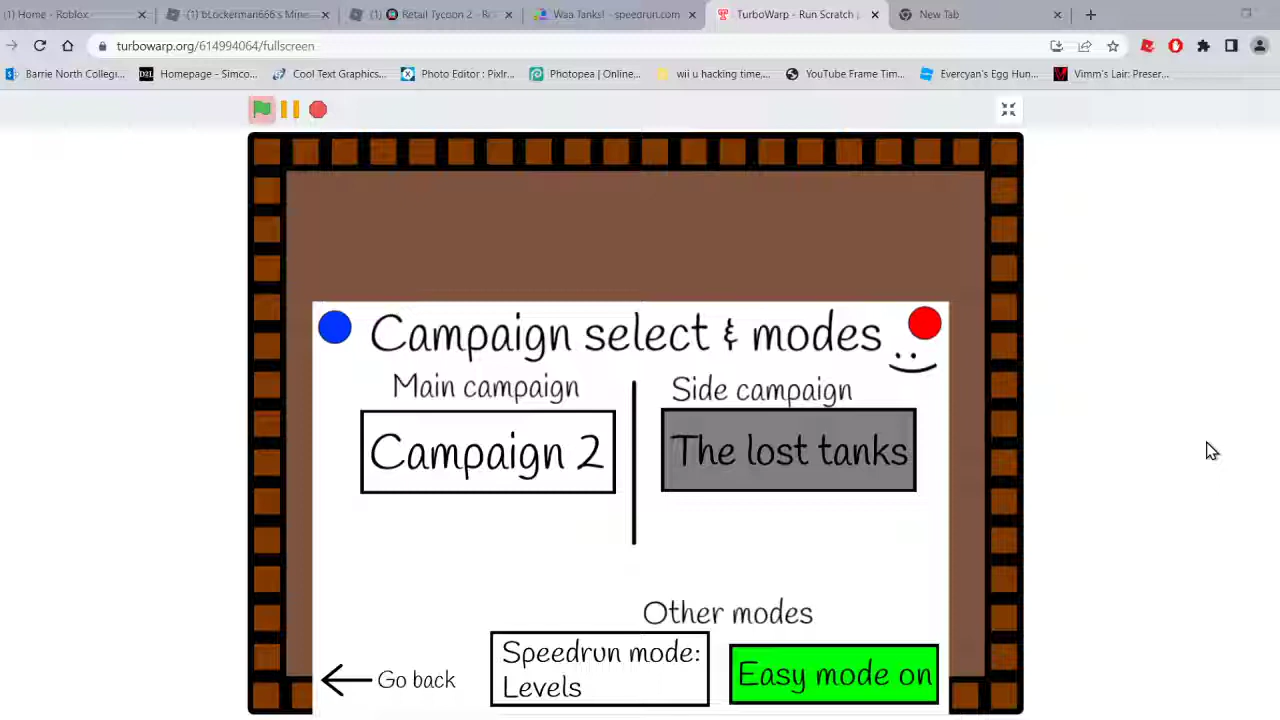 (1) Home - Roblox
(1) bLockerman666's Mine
(1) Retail Tycoon 2 - Ro
Waa Tanks! - speedrun.com
TurboWarp - Run Scratch
New Tab
turbowarp.org/614994064/fullscreen
Barrie North Collegi...
D2L
Homepage - Simco...
Cool Text Graphics...
Photo Editor : Pixlr...
Photopea | Online...
wii u hacking time,...
YouTube Frame Tim...
Evercyan's Egg Hun...
Vimm's Lair: Preser...
Campaign select & modes
Main campaign
Side campaign
Campaign 2
The lost tanks
Other modes
Speedrun mode:
Levels
Easy mode on
Go back